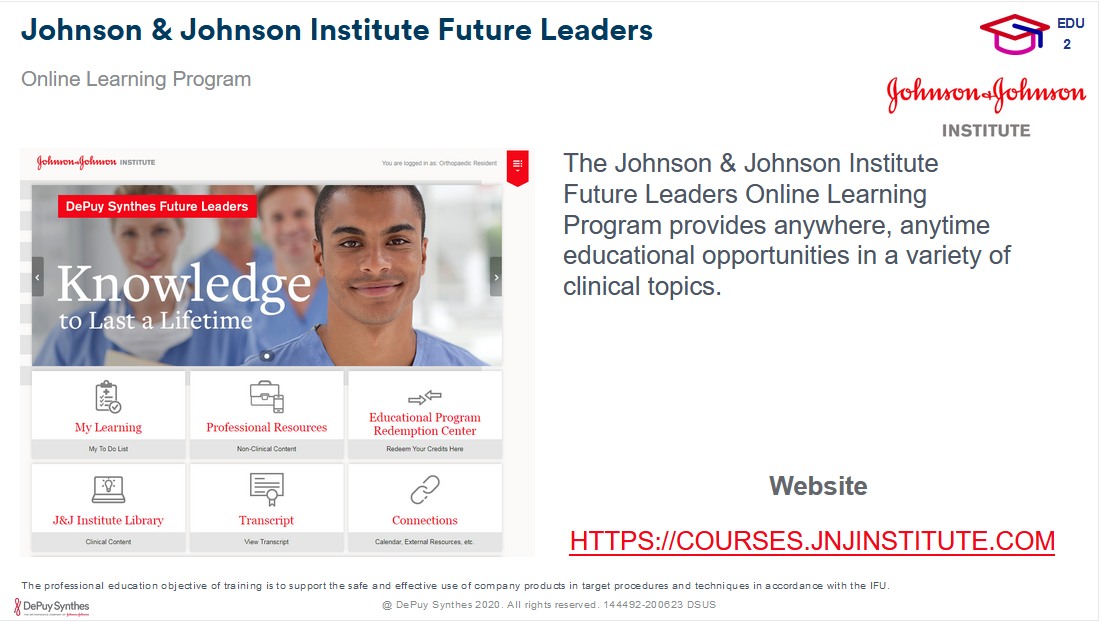 Johnson & Johnson Institute Future Leaders
EDU
2
Online Learning Program
Johnson & Johnson
INSTITUTE
Johnson & Johnson INSTITUTE
You are logged in as: Orthopaedic Resident
DePuy Synthes Future Leaders
Knowledge
to Last a Lifetime
My Learning
My To Do List
Professional Resources
Non-Clinical Content
Educational Program
Redemption Center
Redeem Your Credits Here
J&J Institute Library
Clinical Content
Transcript
View Transcript
Connections
Calendar, External Resources, etc.
The Johnson & Johnson Institute
Future Leaders Online Learning
Program provides anywhere, anytime
educational opportunities in a variety of
clinical topics.
Website
HTTPS://COURSES.JNJINSTITUTE.COM
The professional education objective of training is to support the safe and effective use of company products in target procedures and techniques in accordance with the IFU.
DePuy Synthes
@ DePuy Synthes 2020. All rights reserved. 144492-200623 DSUS